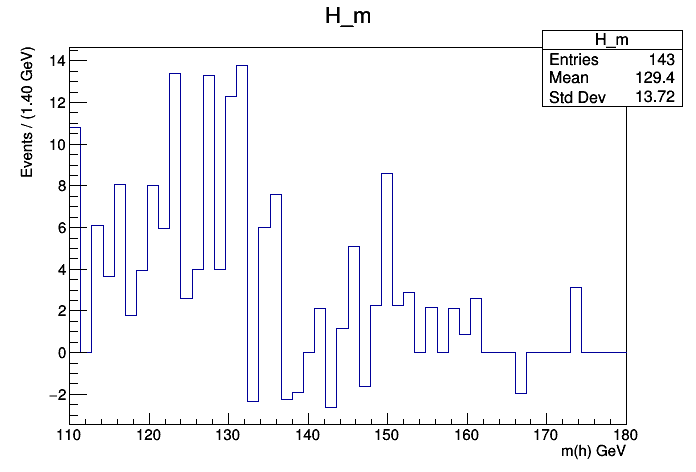 H_m
H_m
Entries 143
Mean 129.4
Std Dev 13.72
Events / (1.40 GeV)
14
12
10
8
6
4
2
0
−2
110 120 130 140 150 160 170 180
m(h) GeV